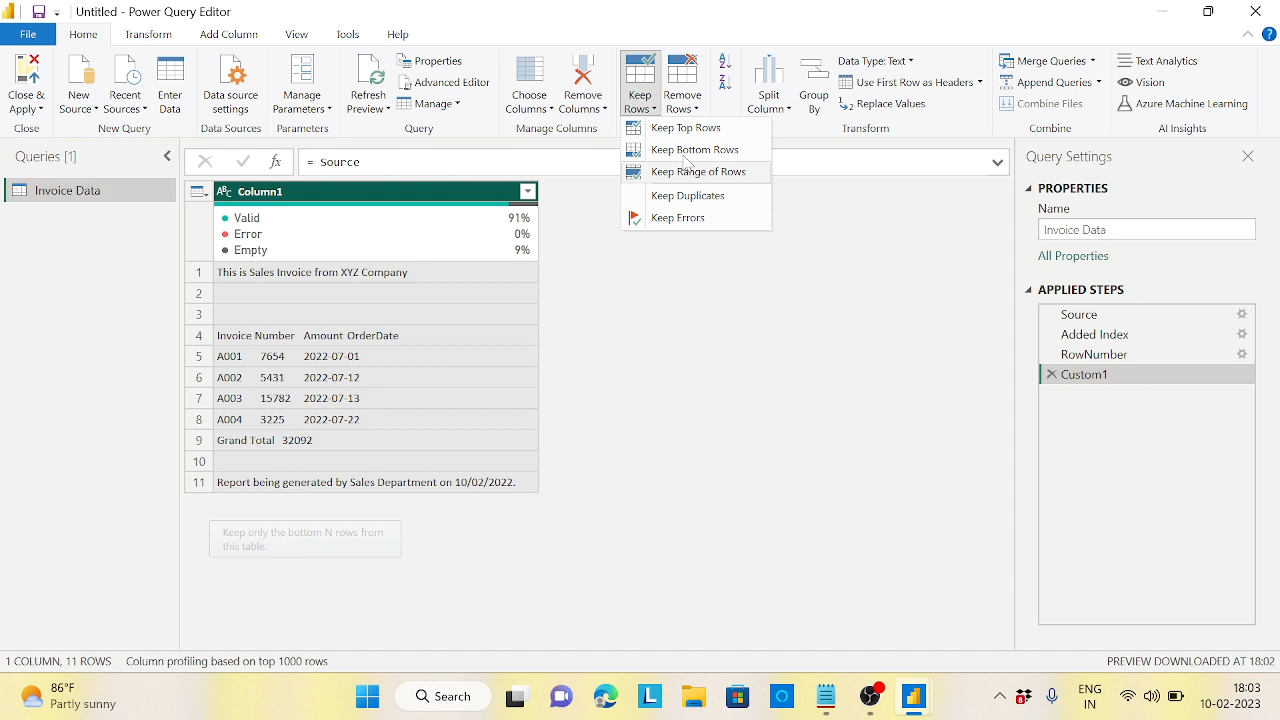 Untitled - Power Query Editor
File Home Transform Add Column View Tools Help
Close & Apply
Close
New Source Recent Sources Enter Data
New Query
Data source settings
Data Sources
Manage Parameters
Parameters
Refresh Preview
Properties
Advanced Editor
Manage
Query
Choose Columns Remove Columns
Manage Columns
Keep Rows Remove Rows
Split Column Group By
Data Type: Text
Use First Row as Headers
Replace Values
Transform
Merge Queries
Append Queries
Combine Files
Combine
Text Analytics
Vision
Azure Machine Learning
AI Insights
Keep Top Rows
Keep Bottom Rows
Keep Range of Rows
Keep Duplicates
Keep Errors
Queries [1]
Invoice Data
fx = Source
ABC Column1
Valid 91%
Error 0%
Empty 9%
1 This is Sales Invoice from XYZ Company
2
3
4 Invoice Number Amount OrderDate
5 A001 7654 2022-07-01
6 A002 5431 2022-07-12
7 A003 15782 2022-07-13
8 A004 3225 2022-07-22
9 Grand Total 32092
10
11 Report being generated by Sales Department on 10/02/2022.
Keep only the bottom N rows from
this table.
Query Settings
PROPERTIES
Name
Invoice Data
All Properties
APPLIED STEPS
Source
Added Index
RowNumber
Custom1
1 COLUMN, 11 ROWS Column profiling based on top 1000 rows
PREVIEW DOWNLOADED AT 18:02
86°F
Partly sunny
Search
ENG
IN
18:03
10-02-2023